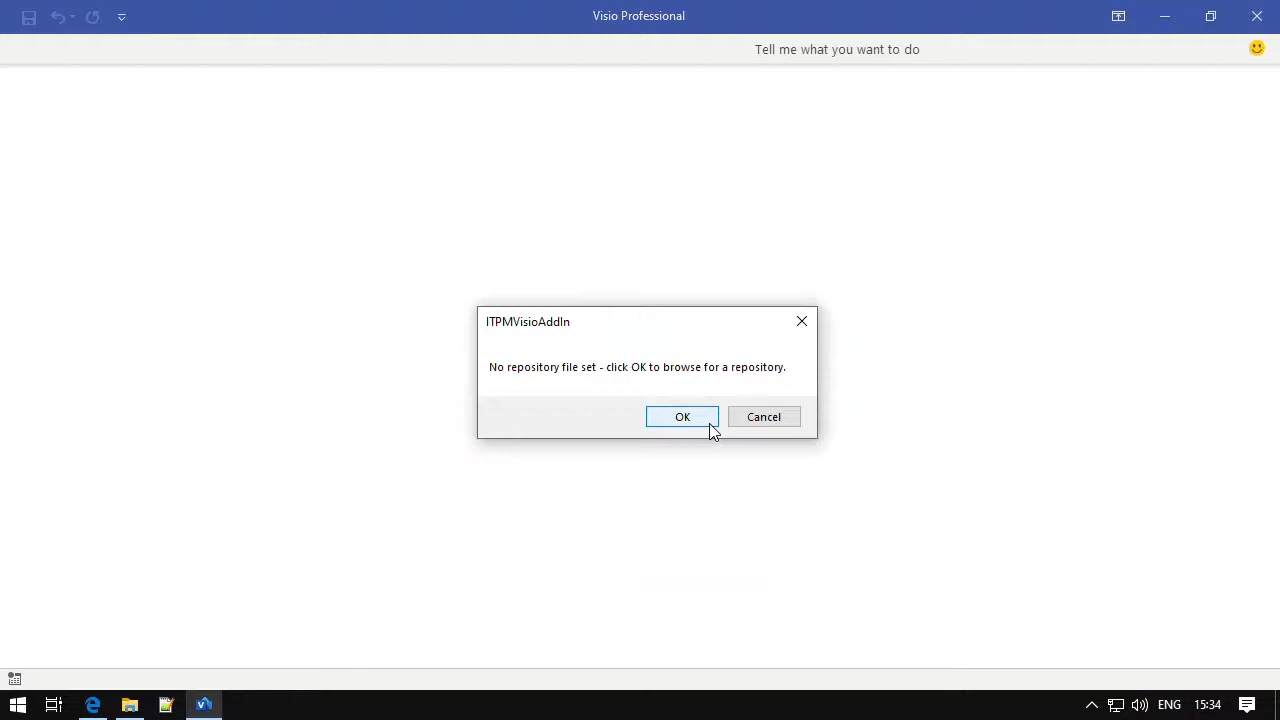 Visio Professional
Tell me what you want to do
ITPMVisioAddIn
No repository file set - click OK to browse for a repository.
OK
Cancel
ENG
15:34